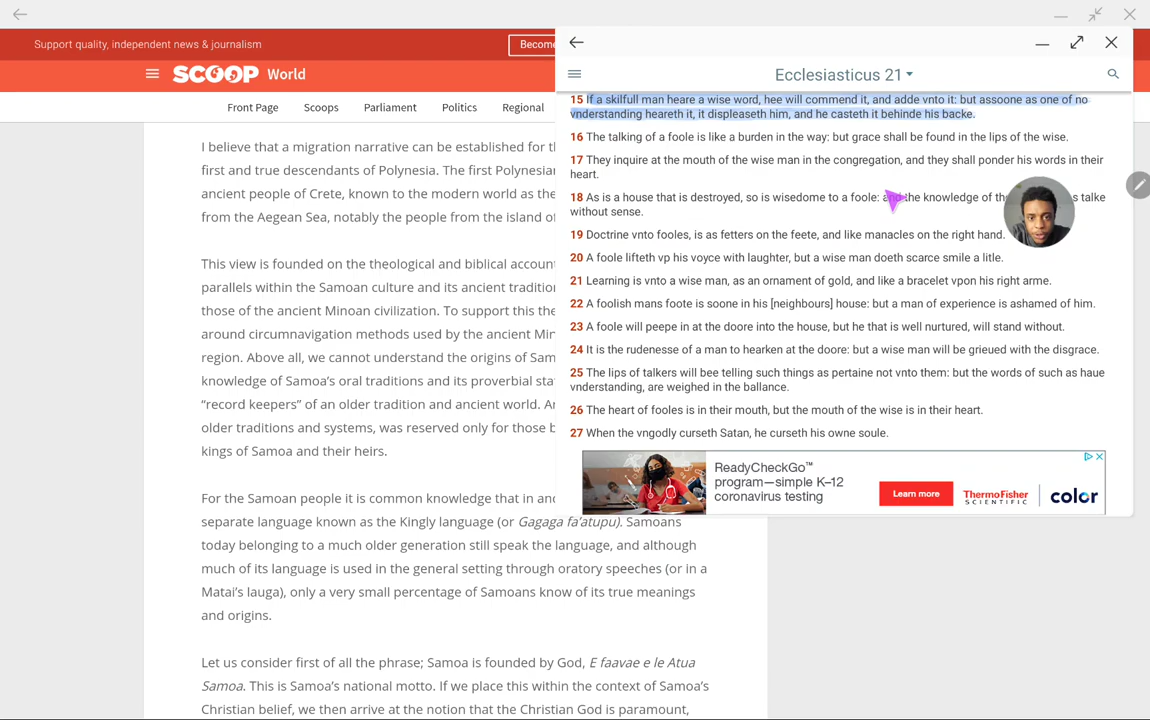 Support quality, independent news & journalism
Become
SCOOP World
Front Page Scoops Parliament Politics Regional
I believe that a migration narrative can be established for
first and true descendants of Polynesia. The first Polynesian
ancient people of Crete, known to the modern world as the
from the Aegean Sea, notably the people from the island of
This view is founded on the theological and biblical
parallels within the Samoan culture and its ancient
those of the ancient Minoan civilization. To support this
around circumnavigation methods used by the ancient
region. Above all, we cannot understand the origins of
knowledge of Samoa’s oral traditions and its proverbial
“record keepers” of an older tradition and ancient world.
older traditions and systems, was reserved only for those
kings of Samoa and their heirs.
For the Samoan people it is common knowledge that in
separate language known as the Kingly language (or Gagaga fa’atupu). Samoans
today belonging to a much older generation still speak the language, and although
much of its language is used in the general setting through oratory speeches (or in a
Matai’s lauga), only a very small percentage of Samoans know of its true meanings
and origins.
Let us consider first of all the phrase; Samoa is founded by God, E faavae e le Atua
Samoa. This is Samoa’s national motto. If we place this within the context of Samoa’s
Christian belief, we then arrive at the notion that the Christian God is paramount,
Ecclesiasticus 21
15 If a skilfull man heare a wise word, hee will commend it, and adde vnto it: but assoone as one of no
vnderstanding heareth it, it displeaseth him, and he casteth it behinde his backe.
16 The talking of a foole is like a burden in the way: but grace shall be found in the lips of the wise.
17 They inquire at the mouth of the wise man in the congregation, and they shall ponder his words in their
heart.
18 As is a house that is destroyed, so is wisedome to a foole: and the knowledge of talke
without sense.
19 Doctrine vnto fooles, is as fetters on the feete, and like manacles on the right hand.
20 A foole lifteth vp his voyce with laughter, but a wise man doeth scarce smile a litle.
21 Learning is vnto a wise man, as an ornament of gold, and like a bracelet vpon his right arme.
22 A foolish mans foote is soone in his [neighbours] house: but a man of experience is ashamed of him.
23 A foole will peepe in at the doore into the house, but he that is well nurtured, will stand without.
24 It is the rudenesse of a man to hearken at the doore: but a wise man will be grieued with the disgrace.
25 The lips of talkers will bee telling such things as pertaine not vnto them: but the words of such as haue
vnderstanding, are weighed in the ballance.
26 The heart of fooles is in their mouth, but the mouth of the wise is in their heart.
27 When the vngodly curseth Satan, he curseth his owne soule.
ReadyCheckGo™
program—simple K–12
coronavirus testing
Learn more
ThermoFisher
SCIENTIFIC
color